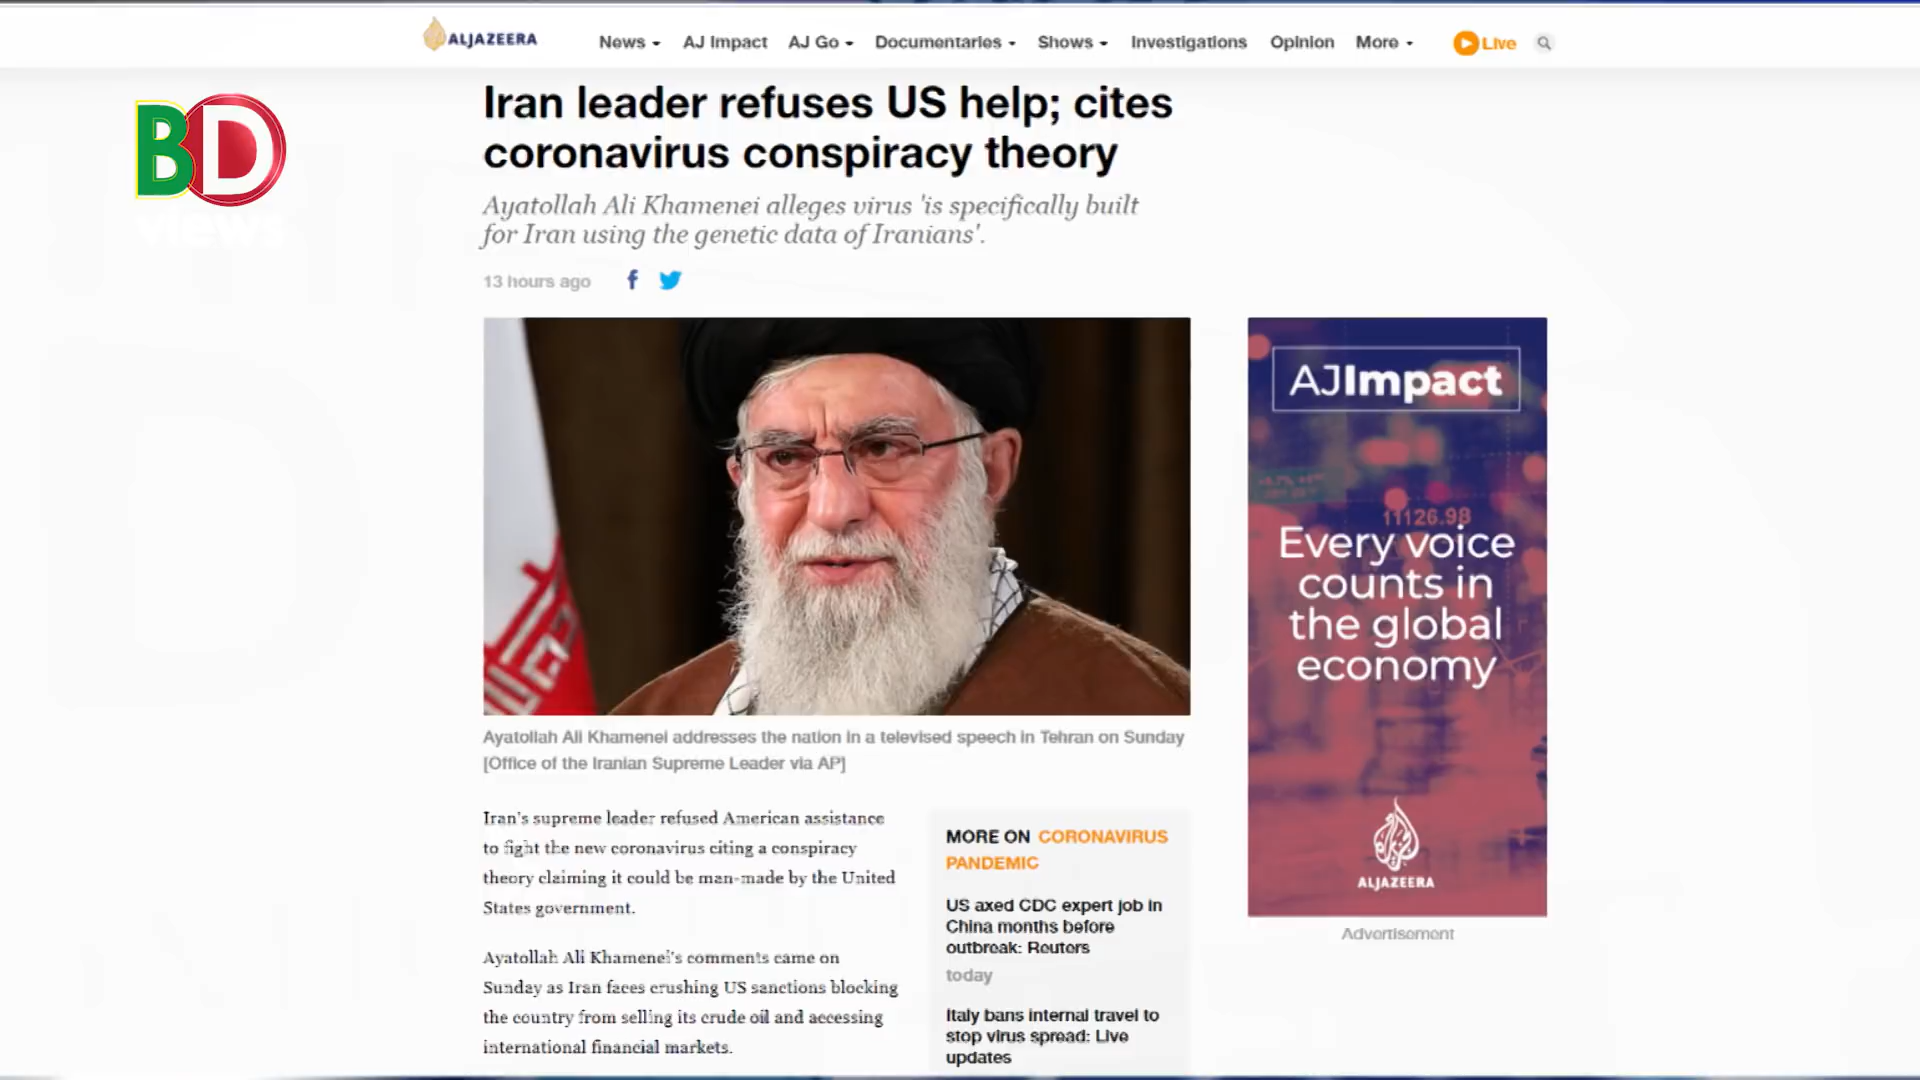 ALJAZEERA
News
AJ Impact
AJ Go
Documentaries
Shows
Investigations
Opinion
More
Live
BD
views
Iran leader refuses US help; cites
coronavirus conspiracy theory
Ayatollah Ali Khamenei alleges virus 'is specifically built
for Iran using the genetic data of Iranians'.
13 hours ago
AJImpact
11126.98
Every voice
counts in
the global
economy
ALJAZEERA
Advertisement
Ayatollah Ali Khamenei addresses the nation in a televised speech in Tehran on Sunday
[Office of the Iranian Supreme Leader via AP]
Iran's supreme leader refused American assistance
to fight the new coronavirus citing a conspiracy
theory claiming it could be man-made by the United
States government.
Ayatollah Ali Khamenei's comments came on
Sunday as Iran faces crushing US sanctions blocking
the country from selling its crude oil and accessing
international financial markets.
MORE ON CORONAVIRUS
PANDEMIC
US axed CDC expert job in
China months before
outbreak: Reuters
today
Italy bans internal travel to
stop virus spread: Live
updates